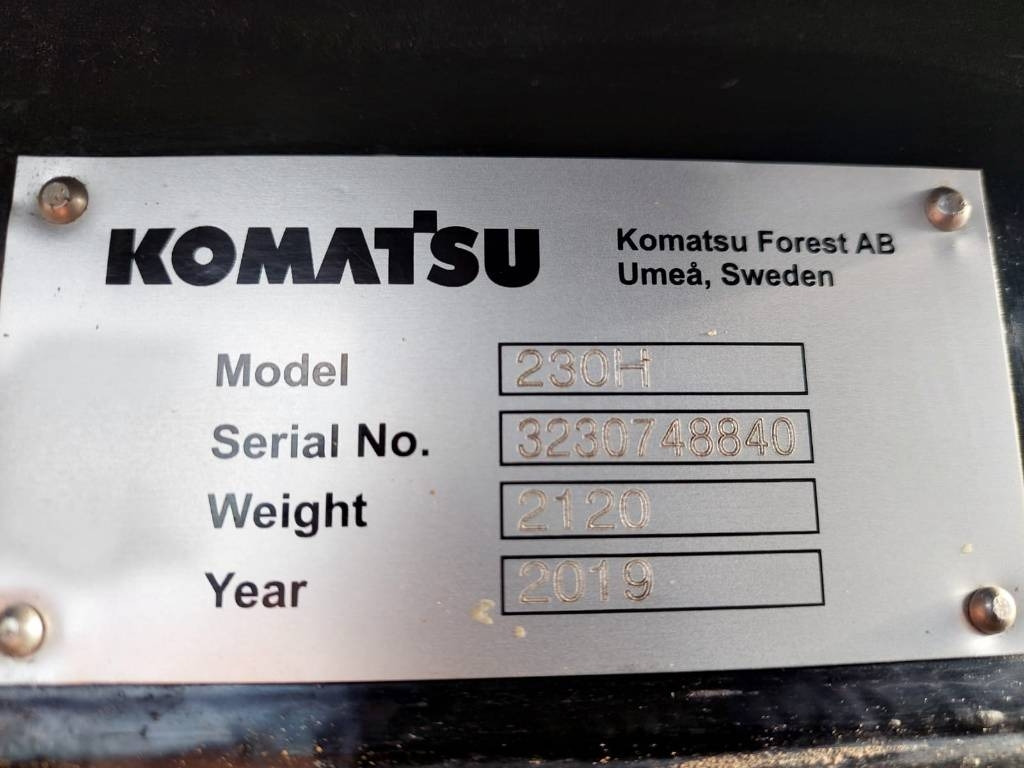 KOMATSU
Komatsu Forest AB
Umeå, Sweden
Model 230H
Serial No. 3230748840
Weight 2120
Year 2019